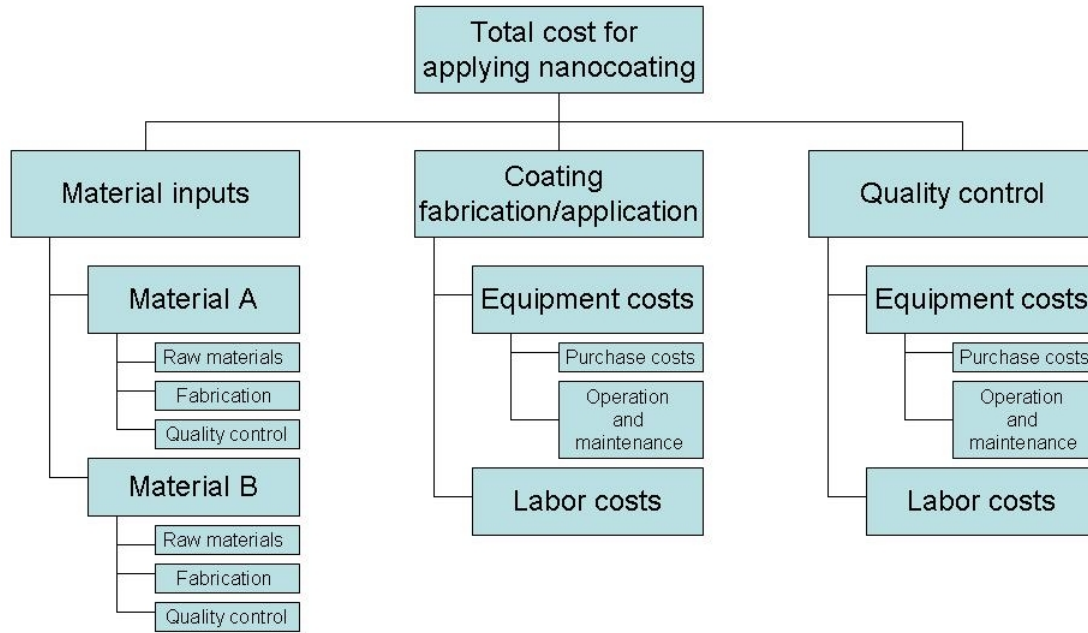 Total cost for
applying nanocoating
Material inputs
Material A
Raw materials
Fabrication
Quality control
Material B
Raw materials
Fabrication
Quality control
Coating
fabrication/application
Equipment costs
Purchase costs
Operation
and
maintenance
Labor costs
Quality control
Equipment costs
Purchase costs
Operation
and
maintenance
Labor costs